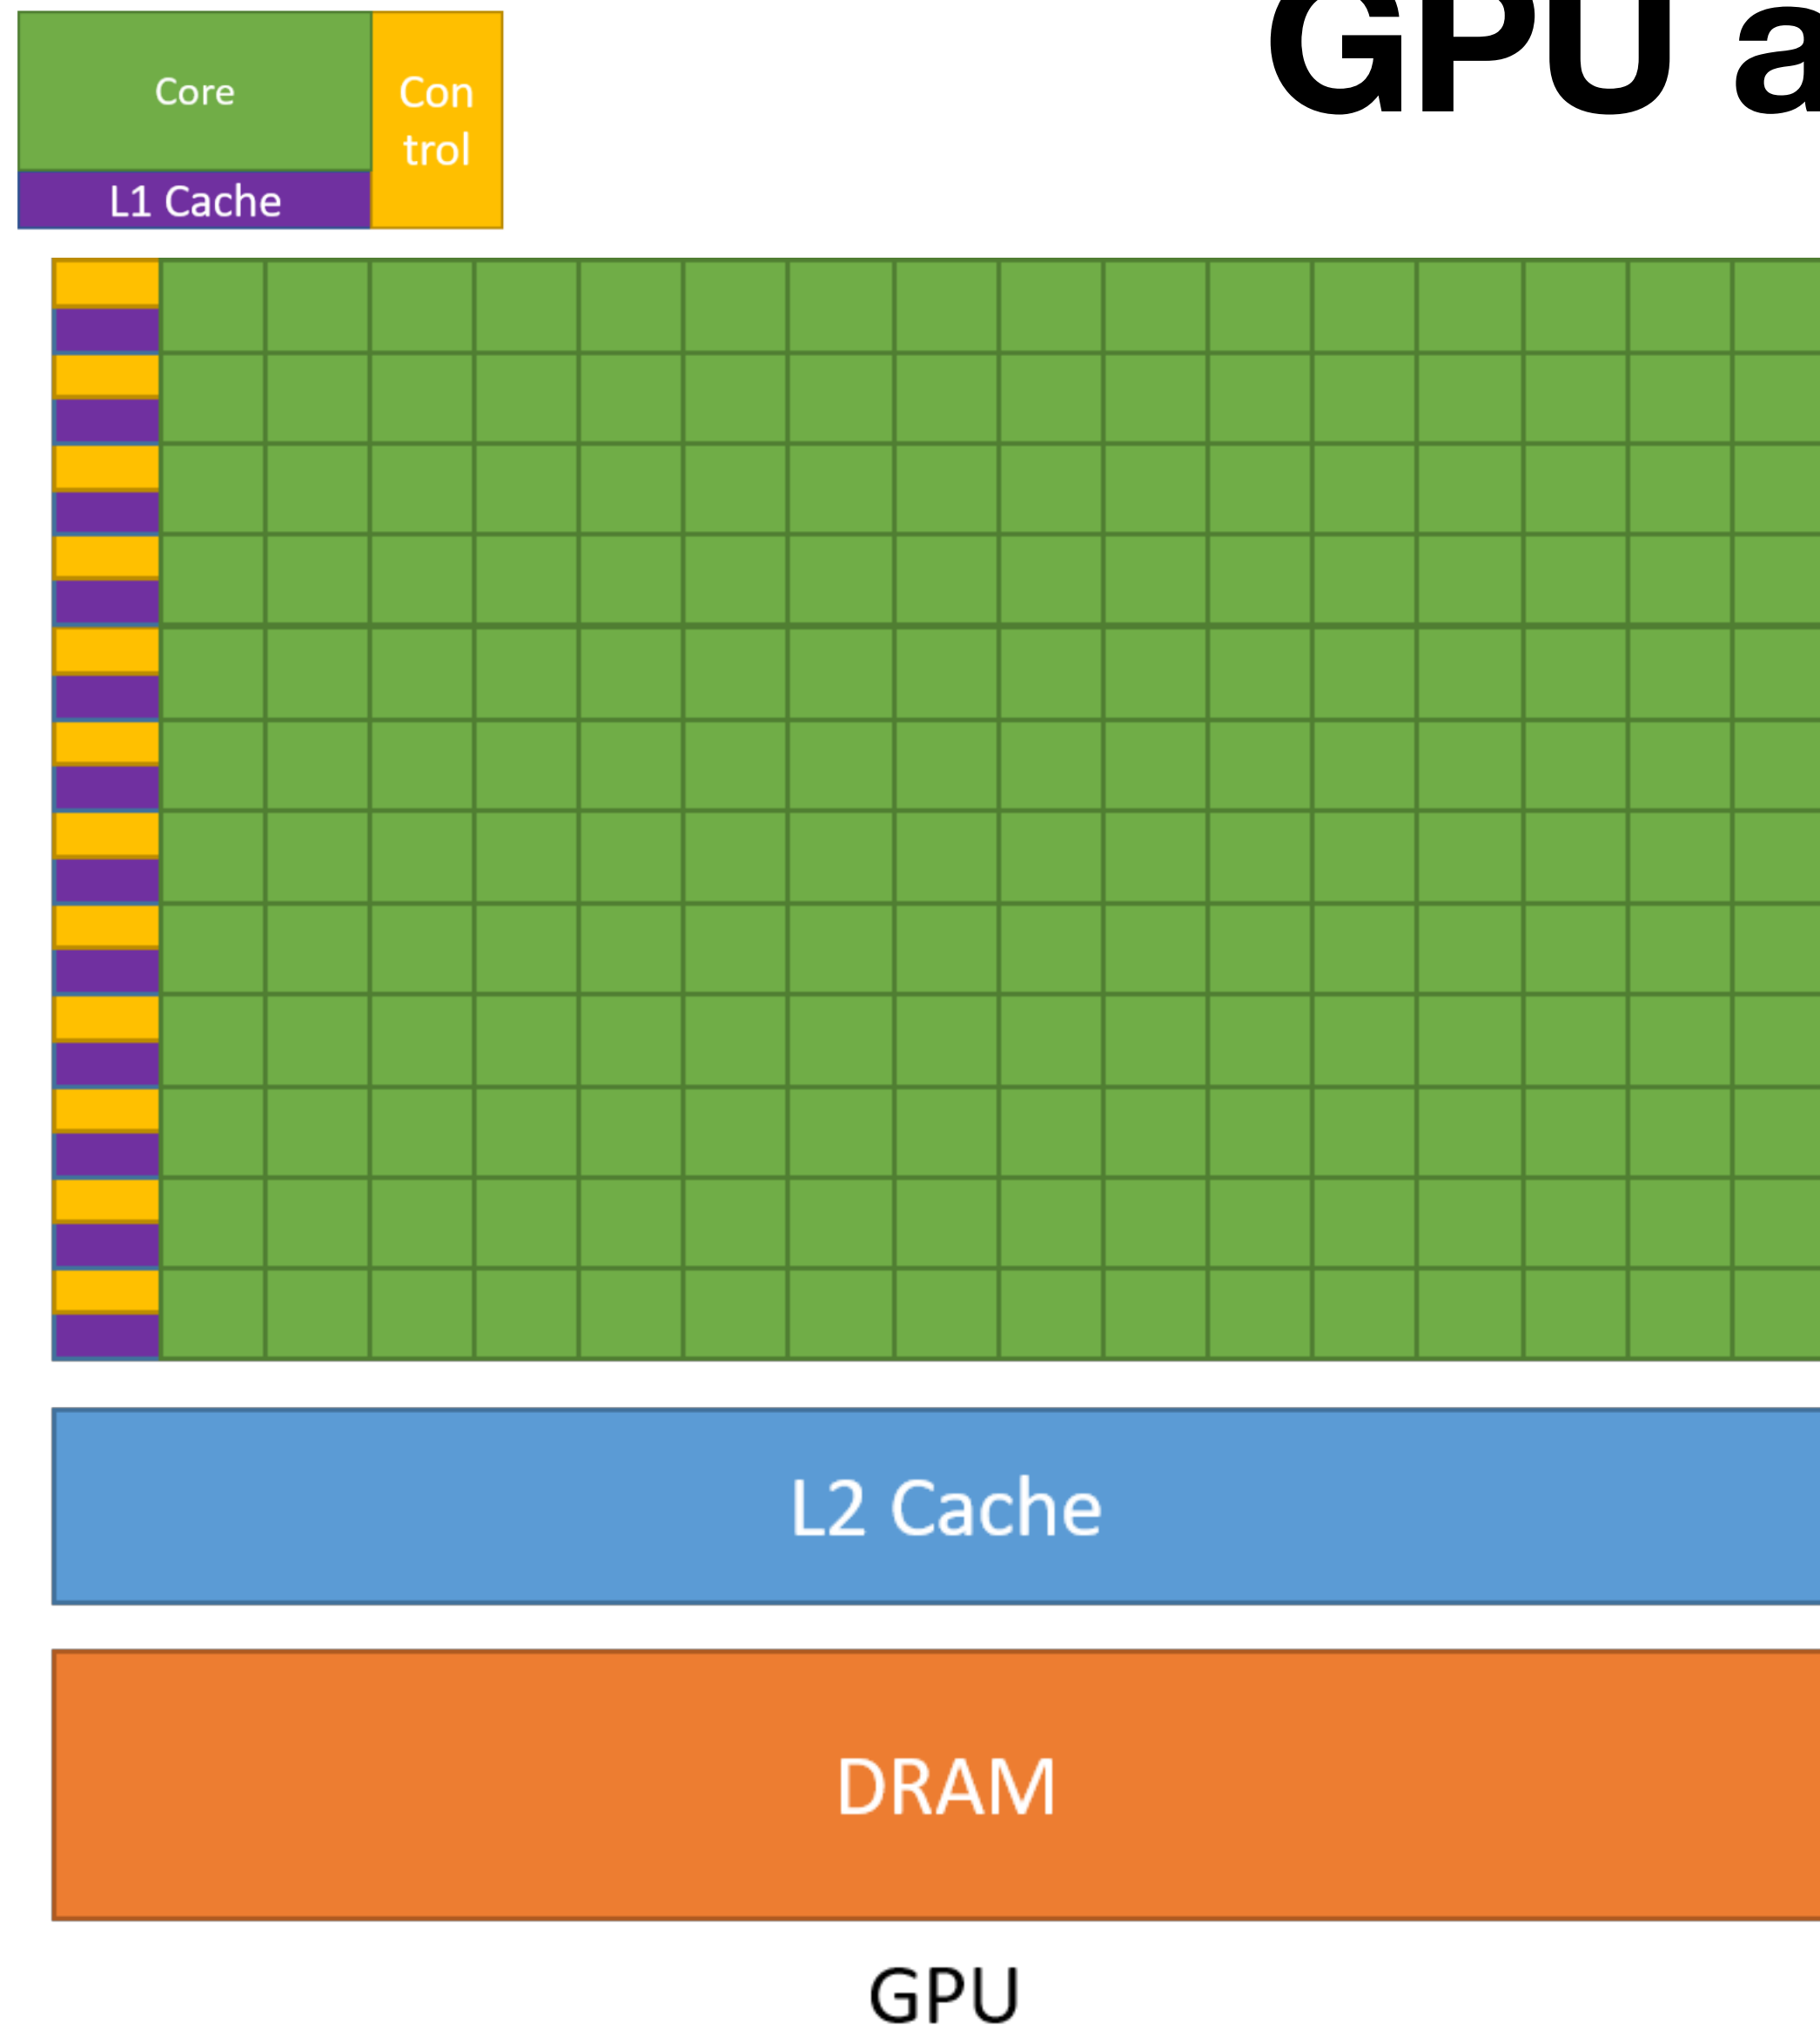 GPU a
Core
Con
trol
L1 Cache
L2 Cache
DRAM
GPU